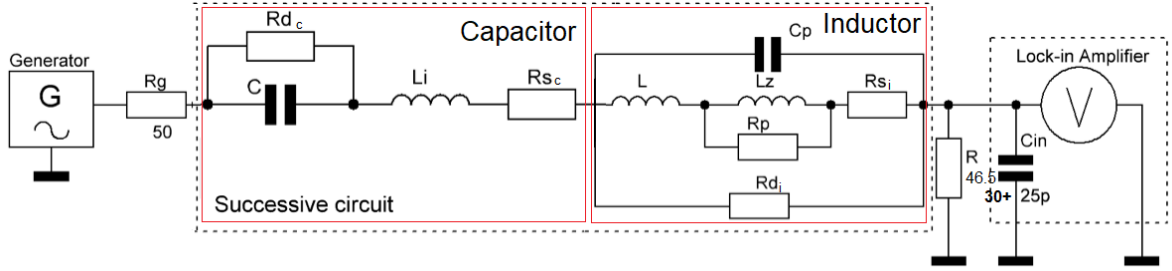 Generator
G
Rg
50
Rd c
C
Li
Rs c
Capacitor
Successive circuit
Inductor
Cp
L
Lz
Rp
Rs i
Rd i
R
46.5
Lock-in Amplifier
V
Cin
30+ 25p